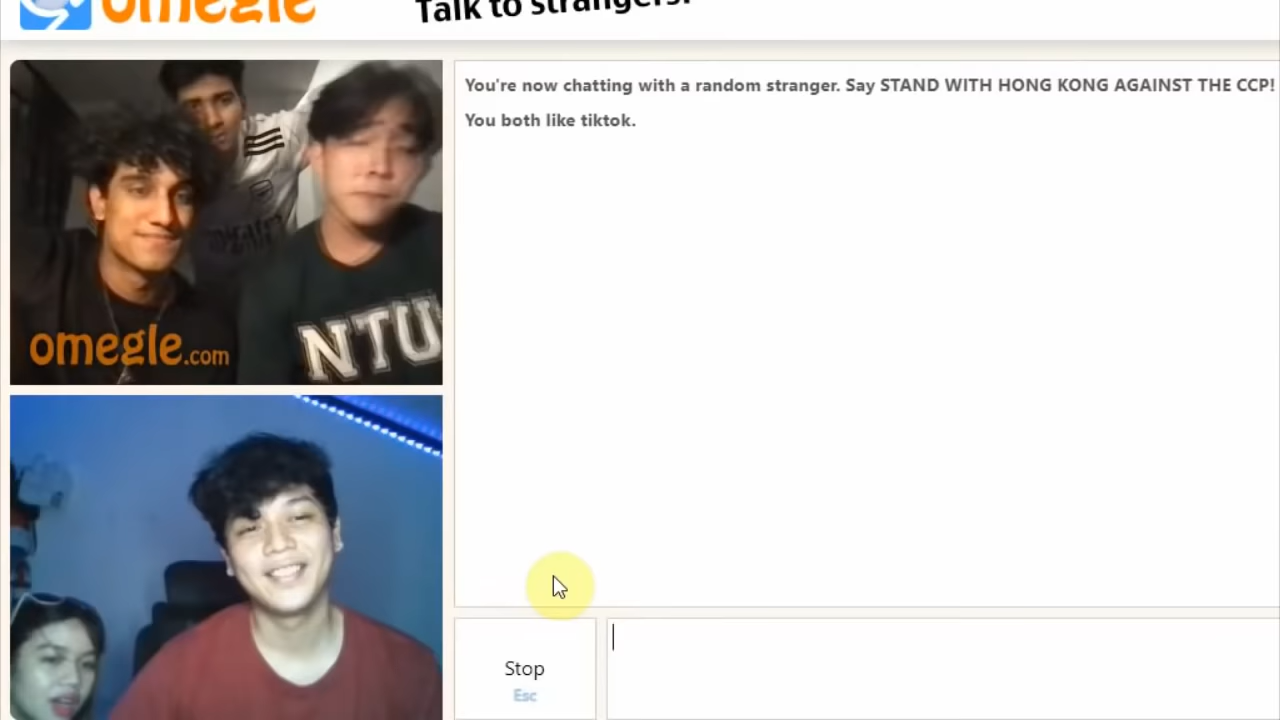 omegle
Talk to strangers!
You're now chatting with a random stranger. Say STAND WITH HONG KONG AGAINST THE CCP!
You both like tiktok.
NTU
omegle.com
Stop
Esc